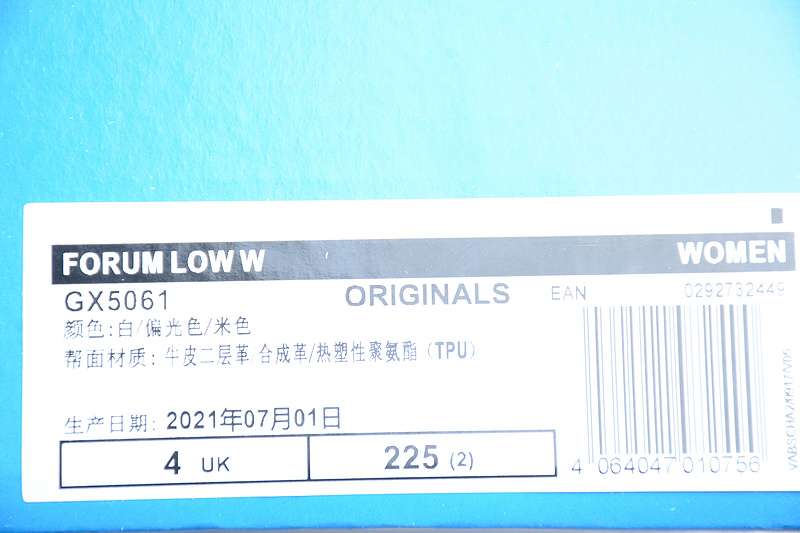 FORUM LOW W WOMEN
GX5061 ORIGINALS EAN 0292732449
颜色:白/偏光色/米色
帮面材质: 牛皮二层革 合成革/热塑性聚氨酯(TPU)
生产日期: 2021年07月01日
4 UK 225 (2)
4 064047 010756